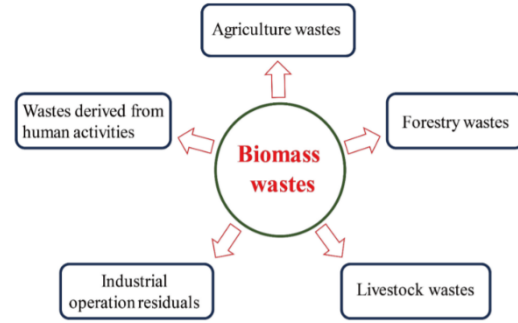 Agriculture wastes
Wastes derived from
human activities
Forestry wastes
Biomass
wastes
Industrial
operation residuals
Livestock wastes